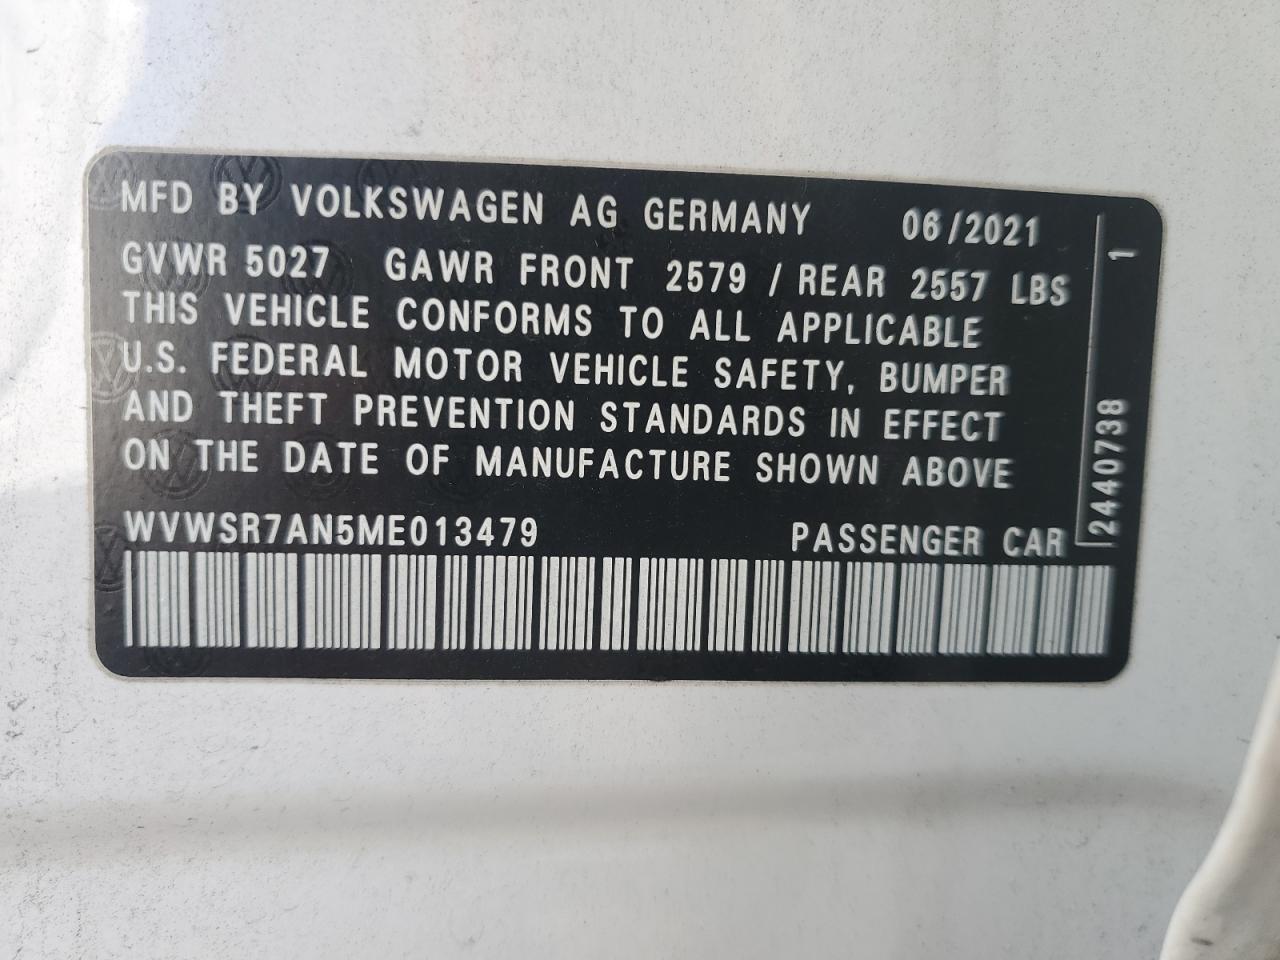 MFD BY VOLKSWAGEN AG GERMANY 06/2021
GVWR 5027 GAWR FRONT 2579 / REAR 2557 LBS
THIS VEHICLE CONFORMS TO ALL APPLICABLE
U.S. FEDERAL MOTOR VEHICLE SAFETY, BUMPER
AND THEFT PREVENTION STANDARDS IN EFFECT
ON THE DATE OF MANUFACTURE SHOWN ABOVE
WVWSR7AN5ME013479 PASSENGER CAR
2440738 1